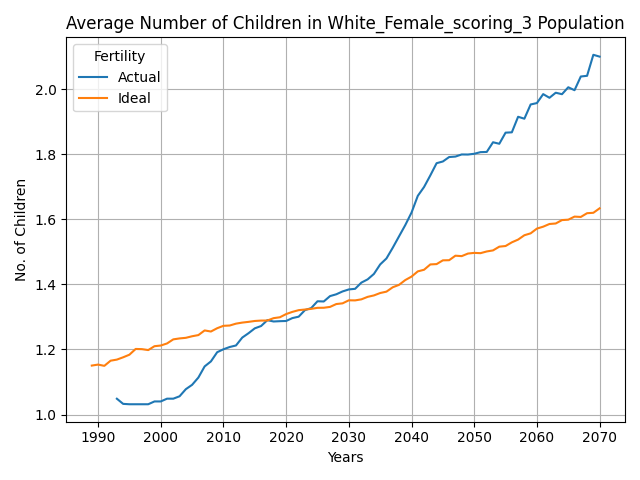 Average Number of Children in White_Female_scoring_3 Population
Fertility
Actual
Ideal
No. of Children
2.0
1.8
1.6
1.4
1.2
1.0
1990 2000 2010 2020 2030 2040 2050 2060 2070
Years